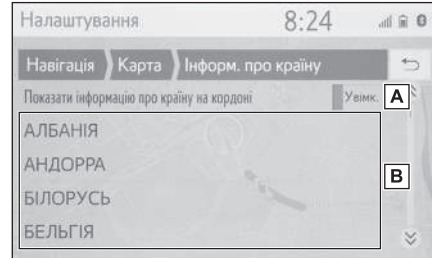 Налаштування 8:24
Навігація Карта Інформ. про країну
Показати інформацію про країну на кордоні Увімк. A
АЛБАНІЯ
АНДОРРА
БІЛОРУСЬ
B
БЕЛЬГІЯ